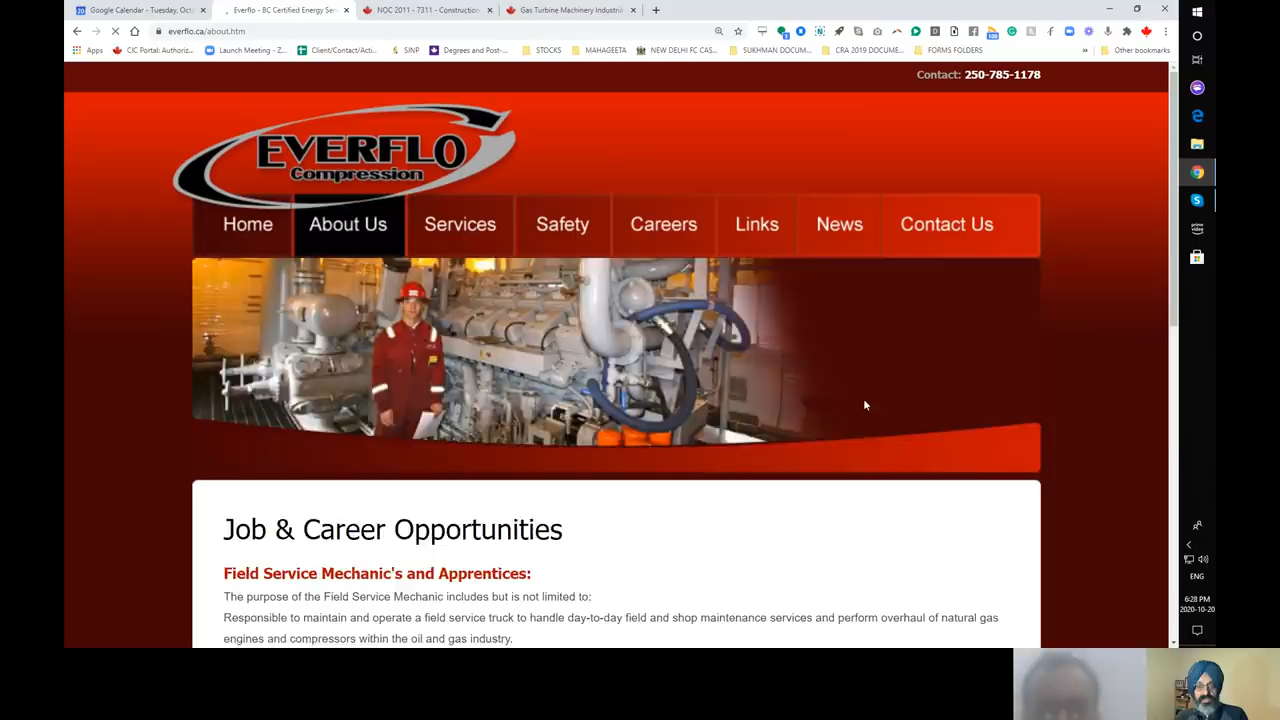 Google Calendar - Tuesday, Octo
Everflo - BC Certified Energy Ser
NOC 2011 - 7311 - Construction
Gas Turbine Machinery Industria
everflo.ca/about.htm
Apps
CIC Portal: Authoriz...
Launch Meeting - Z...
Client/Contact/Acti...
SINP
Degrees and Post-...
STOCKS
MAHAGEETA
NEW DELHI FC CAS...
SUKHMAN DOCUM...
CRA 2019 DOCUME...
FORMS FOLDERS
»
Other bookmarks
Contact: 250-785-1178
EVERFLO
Compression
Home
About Us
Services
Safety
Careers
Links
News
Contact Us
Job & Career Opportunities
Field Service Mechanic's and Apprentices:
The purpose of the Field Service Mechanic includes but is not limited to:
Responsible to maintain and operate a field service truck to handle day-to-day field and shop maintenance services and perform overhaul of natural gas
engines and compressors within the oil and gas industry.
prime video
ENG
6:28 PM
2020-10-20